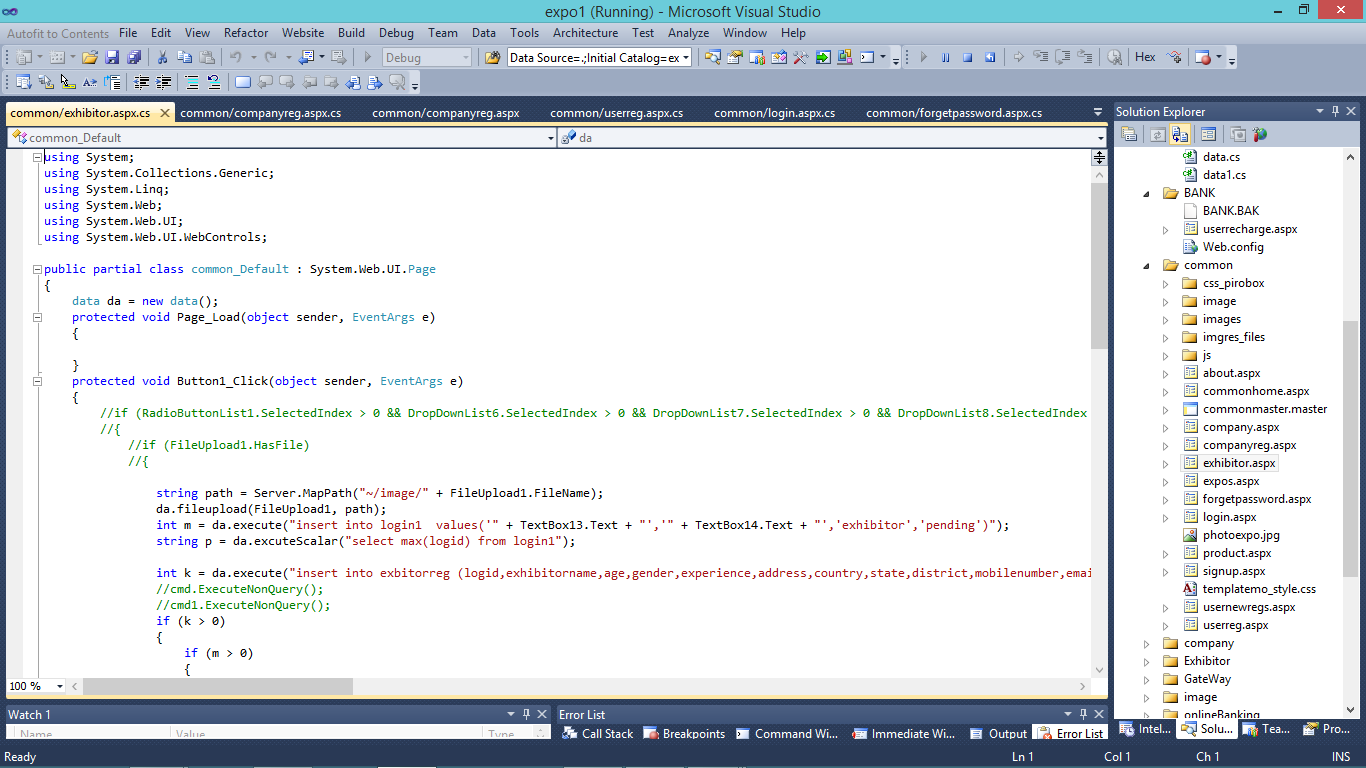 expo1 (Running) - Microsoft Visual Studio
Autofit to Contents File Edit View Refactor Website Build Debug Team Data Tools Architecture Test Analyze Window Help
Debug Data Source=.;Initial Catalog=ex Hex
common/exhibitor.aspx.cs common/companyreg.aspx.cs common/companyreg.aspx common/userreg.aspx.cs common/login.aspx.cs common/forgetpassword.aspx.cs
common_Default da
using System;
using System.Collections.Generic;
using System.Linq;
using System.Web;
using System.Web.UI;
using System.Web.UI.WebControls;
public partial class common_Default : System.Web.UI.Page
{
data da = new data();
protected void Page_Load(object sender, EventArgs e)
{
}
protected void Button1_Click(object sender, EventArgs e)
{
//if (RadioButtonList1.SelectedIndex > 0 && DropDownList6.SelectedIndex > 0 && DropDownList7.SelectedIndex > 0 && DropDownList8.SelectedIndex
//{
//if (FileUpload1.HasFile)
//{
string path = Server.MapPath("~/image/" + FileUpload1.FileName);
da.fileupload(FileUpload1, path);
int m = da.execute("insert into login1  values('" + TextBox13.Text + "','" + TextBox14.Text + "','exhibitor','pending')");
string p = da.excuteScalar("select max(logid) from login1");
int k = da.execute("insert into exbitorreg (logid,exhibitorname,age,gender,experience,address,country,state,district,mobilenumber,emai
//cmd.ExecuteNonQuery();
//cmd1.ExecuteNonQuery();
if (k > 0)
{
if (m > 0)
{
100 %
Solution Explorer
data.cs
data1.cs
BANK
BANK.BAK
userrecharge.aspx
Web.config
common
css_pirobox
image
images
imgres_files
js
about.aspx
commonhome.aspx
commonmaster.master
company.aspx
companyreg.aspx
exhibitor.aspx
expos.aspx
forgetpassword.aspx
login.aspx
photoexpo.jpg
product.aspx
signup.aspx
templatemo_style.css
usernewregs.aspx
userreg.aspx
company
Exhibitor
GateWay
image
onlineBanking
Intel... Solu... Tea... Pro...
Watch 1
Name Value Type
Error List
Call Stack Breakpoints Command Wi... Immediate Wi... Output Error List
Ready Ln 1 Col 1 Ch 1 INS